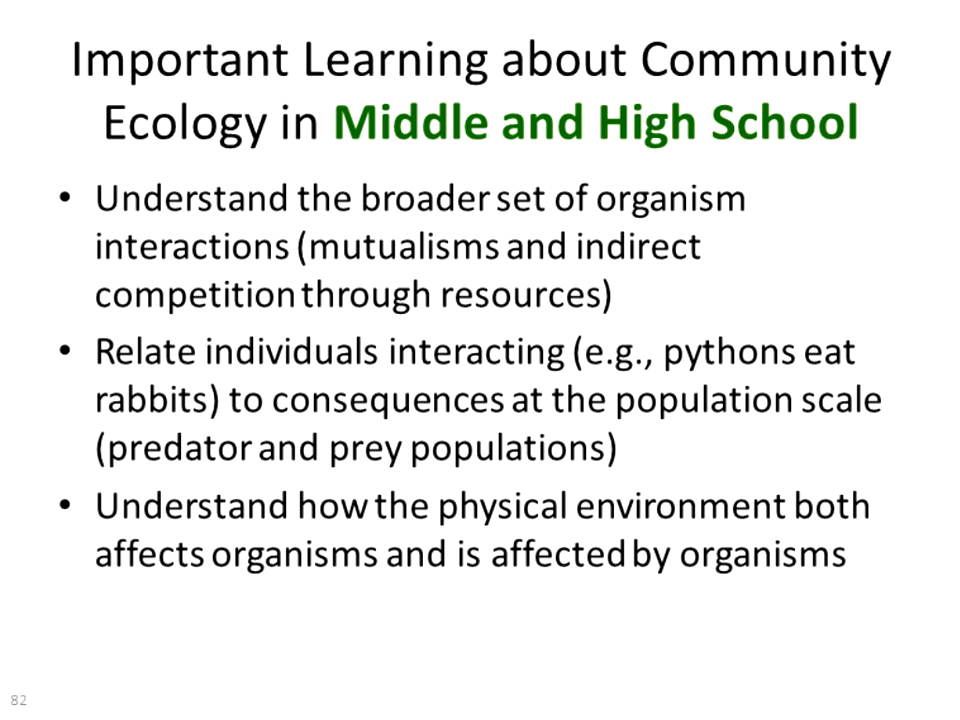 Important Learning about Community
Ecology in Middle and High School
• Understand the broader set of organism
interactions (mutualisms and indirect
competition through resources)
• Relate individuals interacting (e.g., pythons eat
rabbits) to consequences at the population scale
(predator and prey populations)
• Understand how the physical environment both
affects organisms and is affected by organisms
82